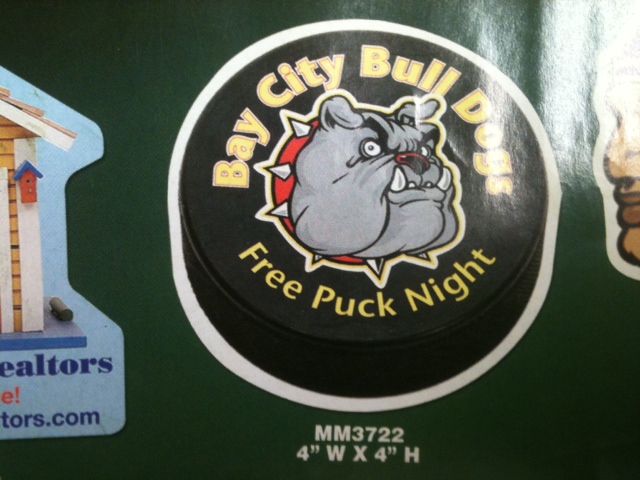 Bay City Bull Dogs
Free Puck Night
MM3722
4" W X 4" H
ealtors
e!
tors.com